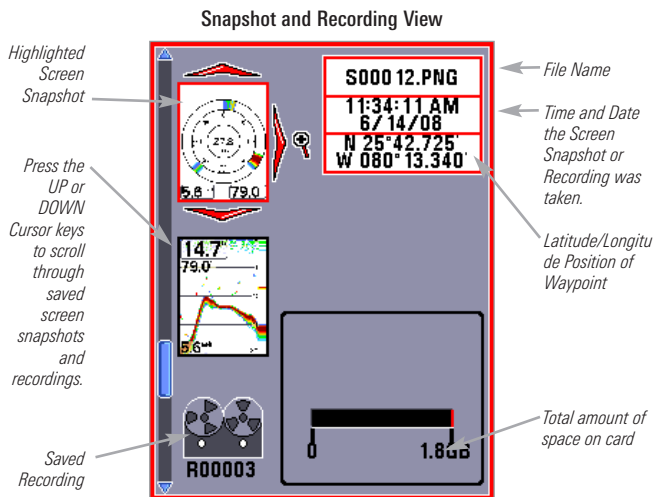 Snapshot and Recording View
Highlighted
Screen
Snapshot
Press the
UP or
DOWN
Cursor keys
to scroll
through
saved
screen
snapshots
and
recordings.
Saved
Recording
27.8
5.6
79.0
14.7
79.0
5.6
R00003
S00012.PNG
11:34:11 AM
6/14/08
N 25°42.725'
W 080°13.340'
0
1.8GB
File Name
Time and Date
the Screen
Snapshot or
Recording was
taken.
Latitude/Longitu
de Position of
Waypoint
Total amount of
space on card